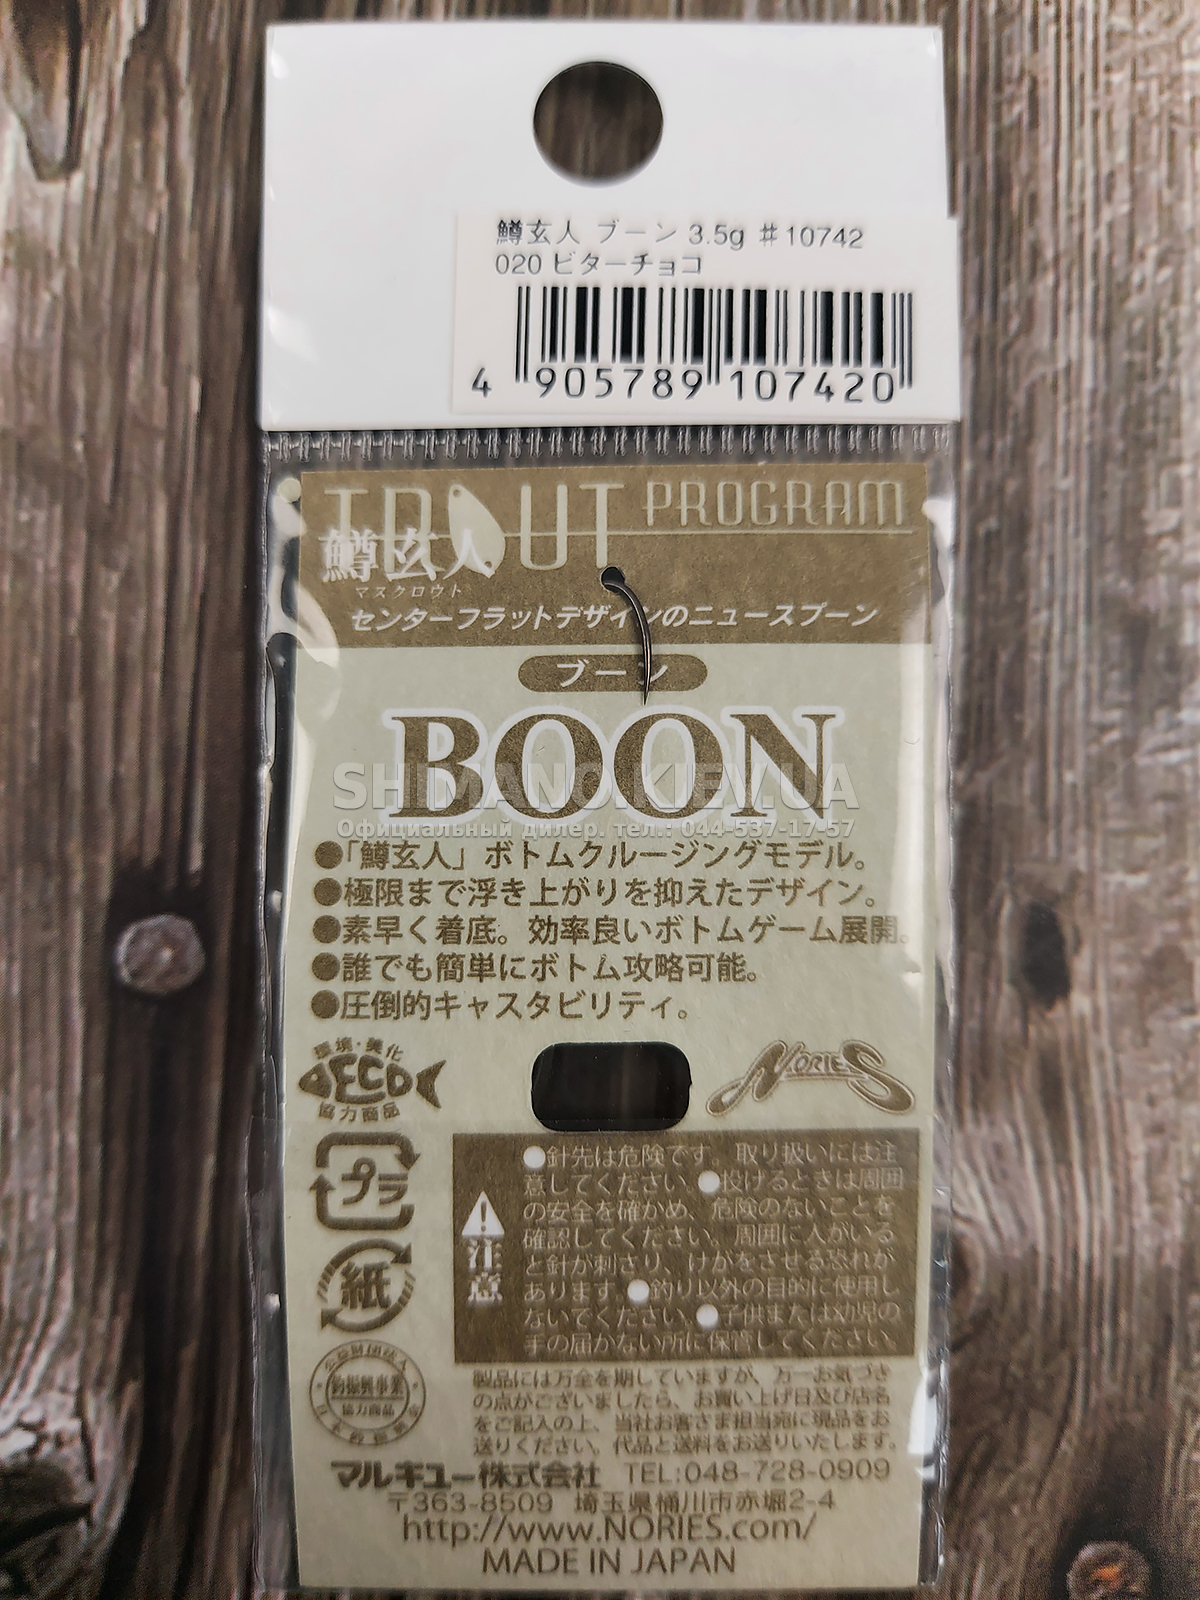 鱒玄人 ブーン 3.5g #10742
020 ビターチョコ
4 905789 107420
TROUT PROGRAM
鱒玄人
マスクロウト
センターフラットデザインのニュースプーン
ブーン
BOON
SHIMANO.KIEV.UA
Официальный дилер. тел.: 044-537-17-57
●「鱒玄人」ボトムクルージングモデル。
●極限まで浮き上がりを抑えたデザイン。
●素早く着底。効率良いボトムゲーム展開。
●誰でも簡単にボトム攻略可能。
●圧倒的キャスタビリティ。
環境・美化
ECO
協力商品
NORIES
プラ
紙
注意
●針先は危険です。取り扱いには注
意してください。●投げるときは周囲
の安全を確かめ、危険のないことを
確認してください。周囲に人がいる
と針が刺さり、けがをさせる恐れが
あります。●釣り以外の目的に使用し
ないでください。●子供または幼児の
手の届かない所に保管してください。
公益財団法人
釣振興事業
協力商品
製品には万全を期していますが、万一お気づき
の点がございましたら、お買い上げ日及び店名
をご記入の上、当社お客さま担当宛に現品をお
送りください。代品と送料をお送りいたします。
マルキユー株式会社 TEL:048-728-0909
〒363-8509 埼玉県桶川市赤堀2-4
http://www.NORIES.com/
MADE IN JAPAN